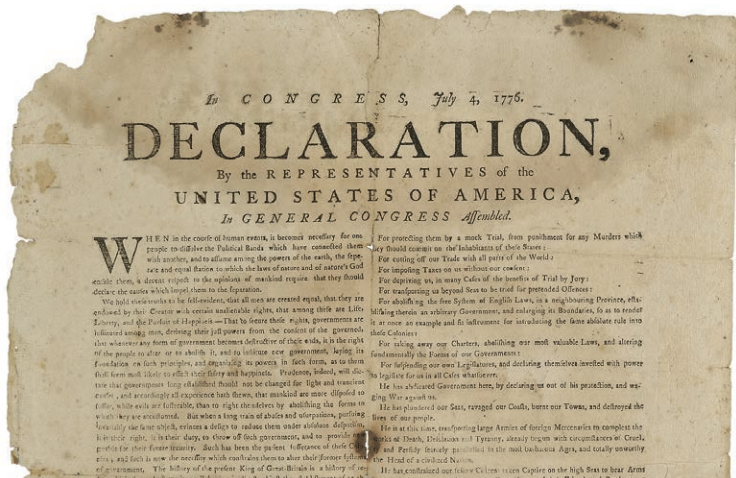 In CONGRESS, July 4, 1776.
DECLARATION,
By the REPRESENTATIVES of the
UNITED STATES OF AMERICA,
In GENERAL CONGRESS Aſſembled.
WHEN in the courſe of human events, it becomes neceſſary for one
people to diſſolve the Political Bands which have connected them
with another, and to aſſume among the powers of the earth, the ſepe-
rate and equal ſtation to which the laws of nature and of nature's God
entitle them, a decent reſpect to the opinions of mankind require that they ſhould
declare the cauſes which impel them to the ſeparation.
We hold theſe truths to be ſelf-evident, that all men are created equal, that they are
endowed by their Creator with certain unalienable rights, that among theſe are Life,
Liberty, and the Purſuit of Happineſs—That to ſecure theſe rights, governments are
inſtituted among men, deriving their juſt powers from the conſent of the governed,
that whenever any form of government becomes deſtructive of theſe ends, it is the right
of the people to alter or to aboliſh it, and to inſtitute new government, laying its
foundation on ſuch principles, and organizing its powers in ſuch form, as to them
ſhall ſeem moſt likely to effect their ſafety and happineſs. Prudence, indeed, will dic-
tate that governments long eſtabliſhed ſhould not be changed for light and tranſient
cauſes, and accordingly all experience hath ſhewn, that mankind are more diſpoſed to
ſuffer, while evils are ſufferable, than to right themſelves by aboliſhing the forms to
which they are accuſtomed. But when a long train of abuſes and uſurpations, purſuing
invariably the ſame object, evinces a deſign to reduce them under abſolute deſpotiſm,
it is their right, it is their duty, to throw off ſuch government, and to provide
guards for their future ſecurity. Such has been the patient ſufferance of theſe
and ſuch is now the neceſſity which conſtrains them to alter their former ſyſtems
of government. The hiſtory of the preſent King of Great-Britain is a hiſtory of re-
For protecting them by a mock Trial, from puniſhment for any Murders which
they ſhould commit on the Inhabitants of theſe States:
For cutting off our Trade with all parts of the World:
For impoſing Taxes on us without our conſent:
For depriving us, in many Caſes of the benefits of Trial by Jury:
For tranſporting us beyond Seas to be tried for pretended Offences:
For aboliſhing the free Syſtem of Engliſh Laws, in a neighbouring Province, eſta-
bliſhing therein an arbitrary Government, and enlarging its Boundaries, ſo as to render
it at once an example and fit inſtrument for introducing the ſame abſolute rule into
theſe Colonies:
For taking away our Charters, aboliſhing our moſt valuable Laws, and altering
fundamentally the Forms of our Governments:
For ſuſpending our own Legiſlatures, and declaring themſelves inveſted with power
to legiſlate for us in all Caſes whatſoever.
He has abdicated Government here, by declaring us out of his protection, and wa-
ging War againſt us.
He has plundered our Seas, ravaged our Coaſts, burnt our Towns, and deſtroyed the
lives of our people.
He is at this time, tranſporting large Armies of foreign Mercenaries to compleat the
works of Death, Deſolation and Tyranny, already begun with circumſtances of Cruel-
and Perfidy ſcarcely paralleled in the moſt barbarous Ages, and totally unworthy
the Head of a civilized Nation.
He has conſtrained our fellow Citizens taken Captive on the high Seas to bear Arms